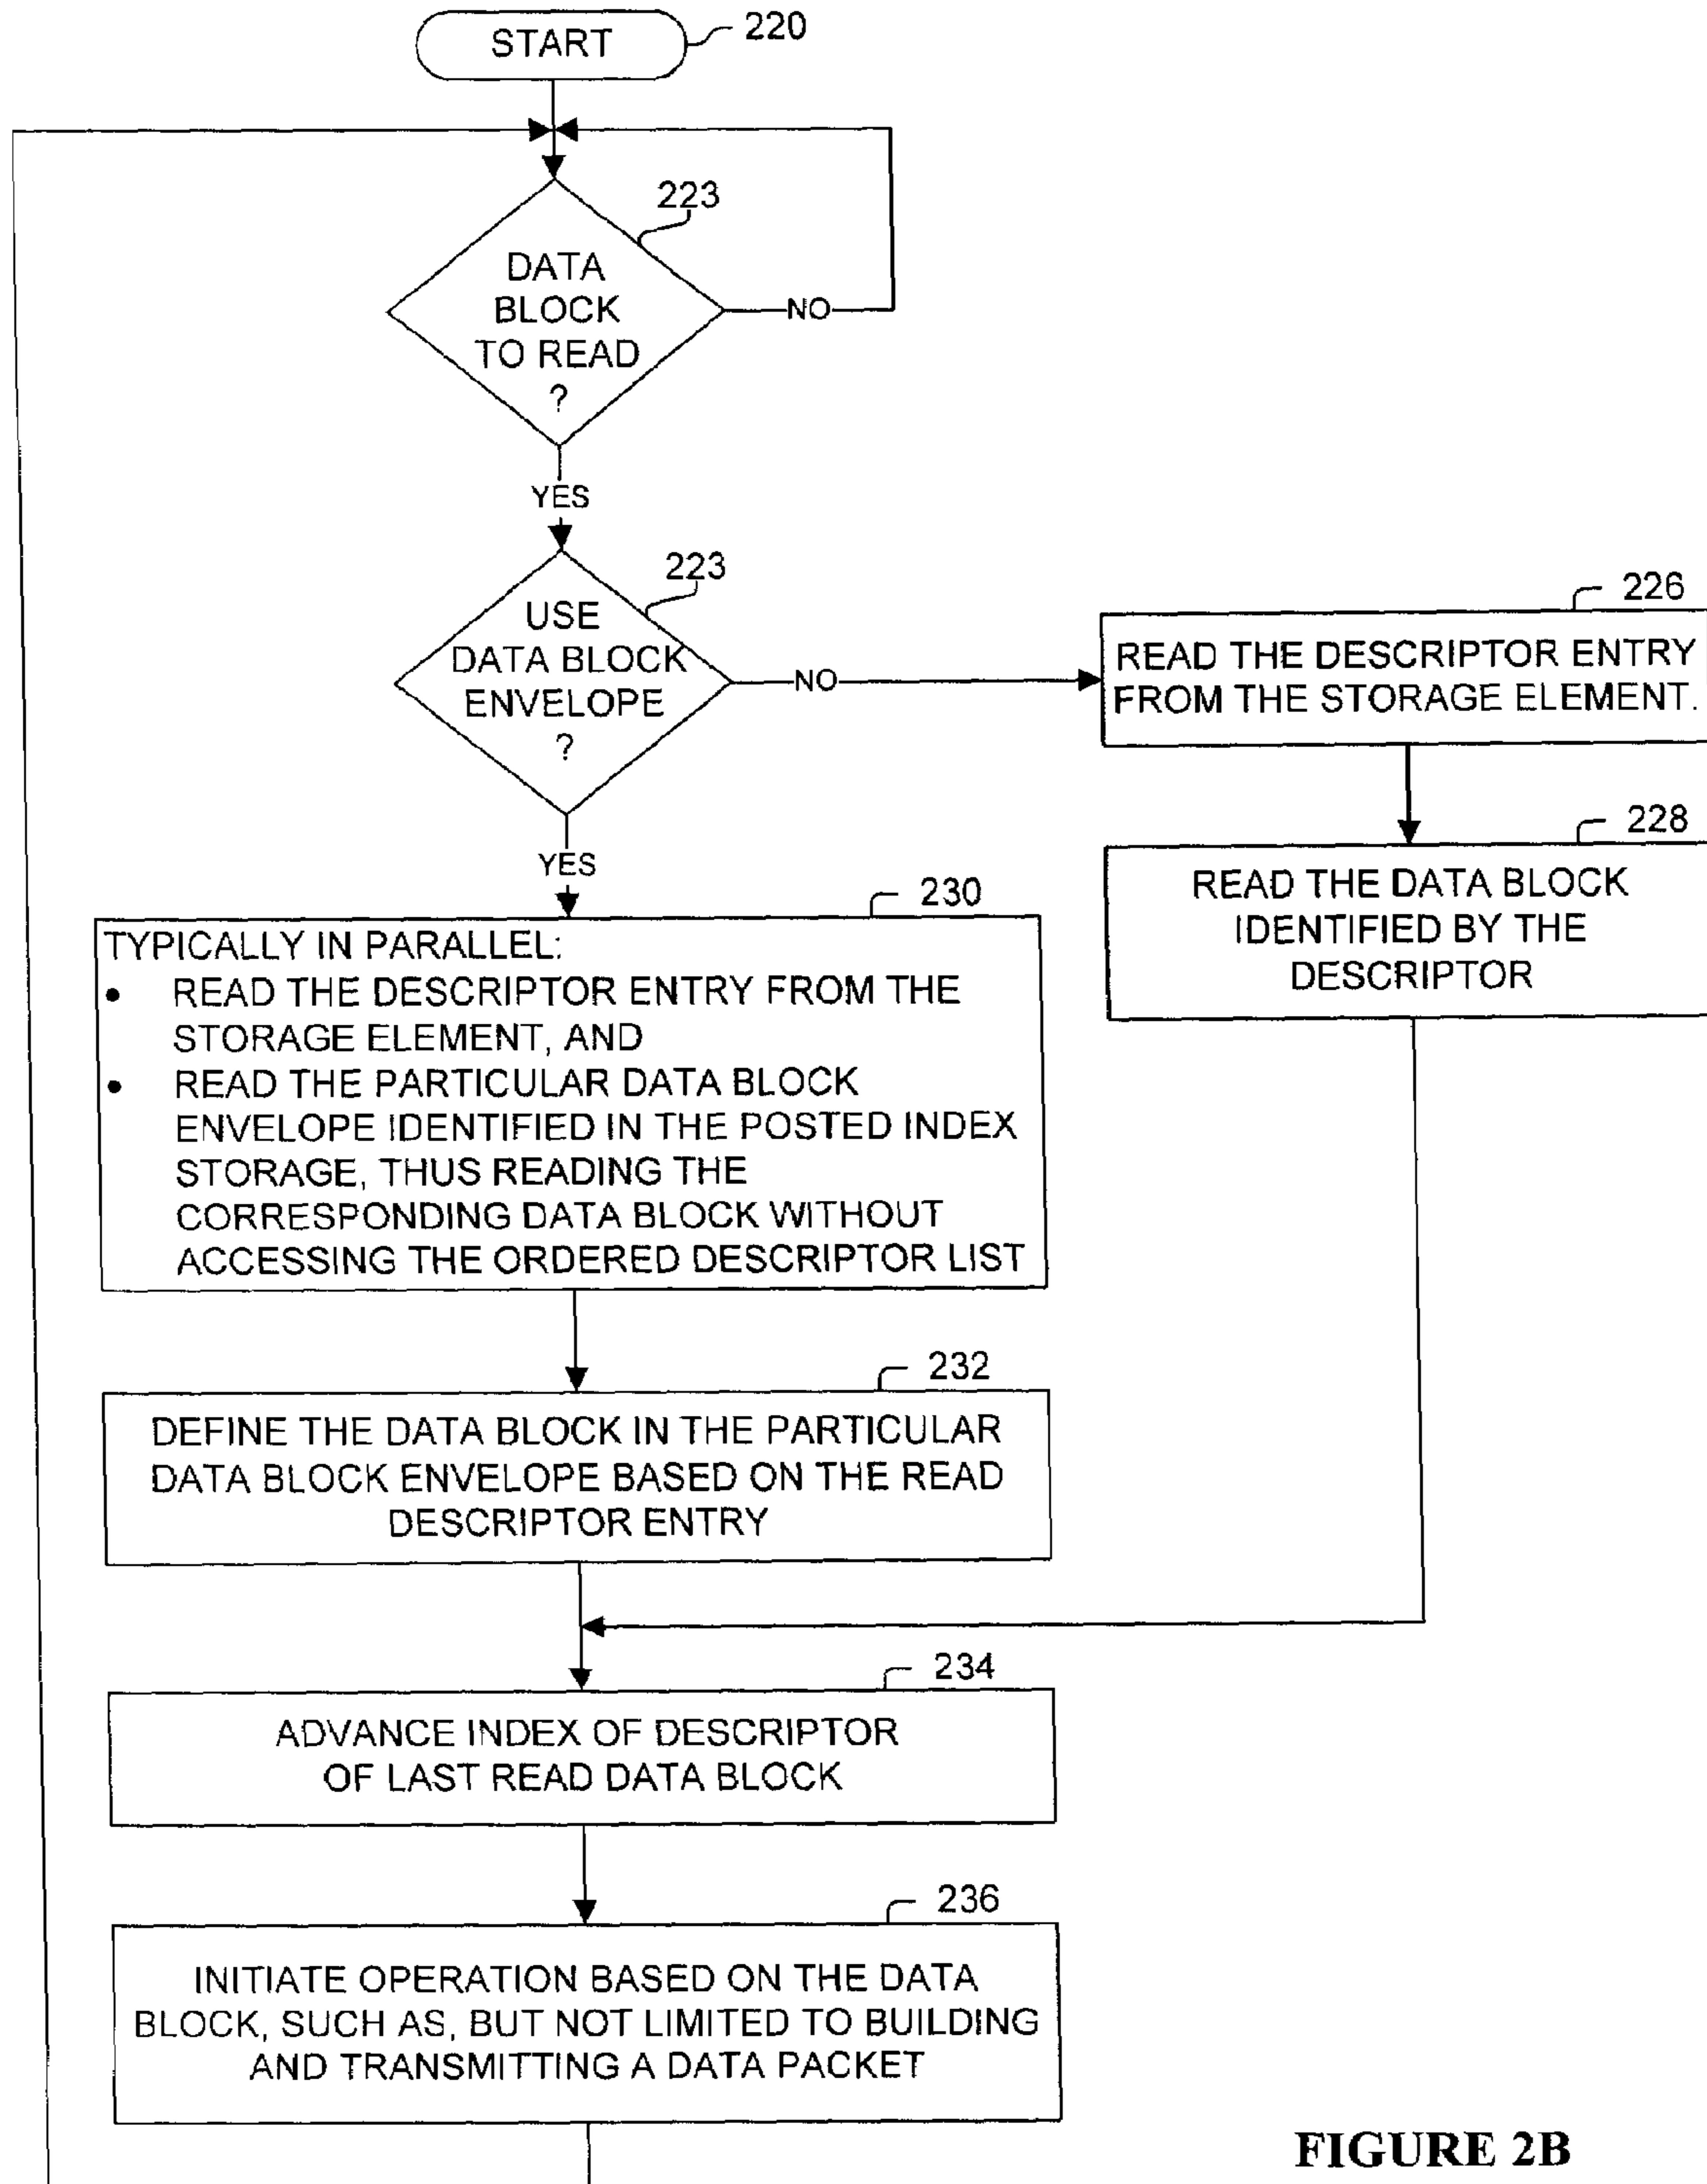 START
220
223
DATA
BLOCK
TO READ
?
NO
YES
223
USE
DATA BLOCK
ENVELOPE
?
NO
226
READ THE DESCRIPTOR ENTRY
FROM THE STORAGE ELEMENT.
228
READ THE DATA BLOCK
IDENTIFIED BY THE
DESCRIPTOR
YES
230
TYPICALLY IN PARALLEL:
• READ THE DESCRIPTOR ENTRY FROM THE
STORAGE ELEMENT, AND
• READ THE PARTICULAR DATA BLOCK
ENVELOPE IDENTIFIED IN THE POSTED INDEX
STORAGE, THUS READING THE
CORRESPONDING DATA BLOCK WITHOUT
ACCESSING THE ORDERED DESCRIPTOR LIST
232
DEFINE THE DATA BLOCK IN THE PARTICULAR
DATA BLOCK ENVELOPE BASED ON THE READ
DESCRIPTOR ENTRY
234
ADVANCE INDEX OF DESCRIPTOR
OF LAST READ DATA BLOCK
236
INITIATE OPERATION BASED ON THE DATA
BLOCK, SUCH AS, BUT NOT LIMITED TO BUILDING
AND TRANSMITTING A DATA PACKET
FIGURE 2B